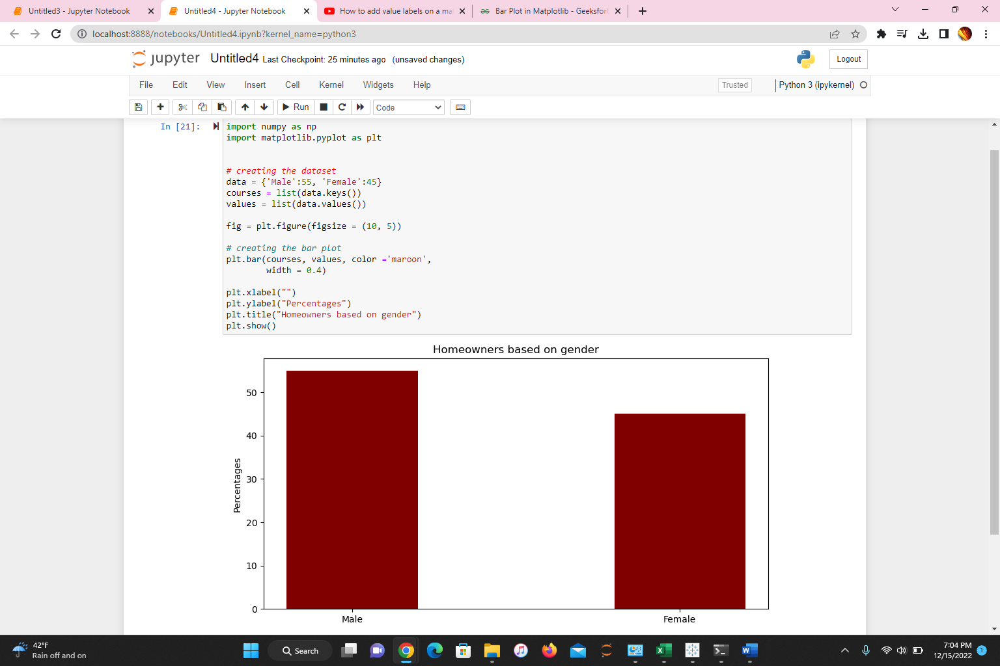 Untitled3 - Jupyter Notebook
Untitled4 - Jupyter Notebook
How to add value labels on a ma
Bar Plot in Matplotlib - Geeksfor
localhost:8888/notebooks/Untitled4.ipynb?kernel_name=python3
jupyter Untitled4 Last Checkpoint: 25 minutes ago (unsaved changes)
Logout
File Edit View Insert Cell Kernel Widgets Help
Trusted
Python 3 (ipykernel)
Run
Code
In [21]:
import numpy as np
import matplotlib.pyplot as plt
# creating the dataset
data = {'Male':55, 'Female':45}
courses = list(data.keys())
values = list(data.values())
fig = plt.figure(figsize = (10, 5))
# creating the bar plot
plt.bar(courses, values, color ='maroon',
width = 0.4)
plt.xlabel("")
plt.ylabel("Percentages")
plt.title("Homeowners based on gender")
plt.show()
Homeowners based on gender
50
40
30
20
10
0
Percentages
Male
Female
42°F
Rain off and on
Search
7:04 PM
12/15/2022
1